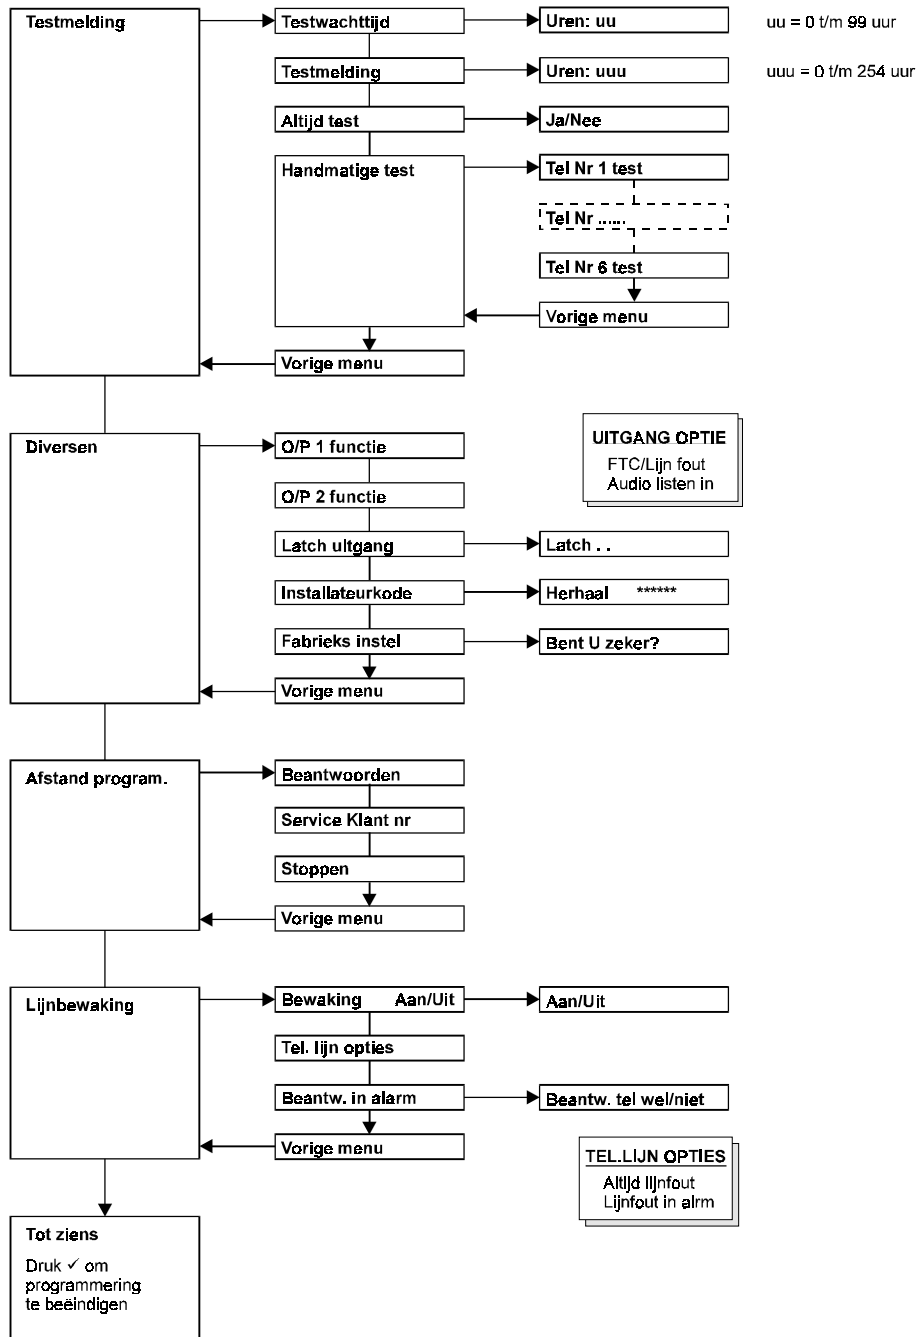 Testmelding
Testwachttijd
Uren: uu
uu = 0 t/m 99 uur
Testmelding
Uren: uuu
uuu = 0 t/m 254 uur
Altijd test
Ja/Nee
Handmatige test
Tel Nr 1 test
Tel Nr ......
Tel Nr 6 test
Vorige menu
Vorige menu
Diversen
O/P 1 functie
O/P 2 functie
Latch uitgang
Latch . .
Installateurkode
Herhaal ******
Fabrieks instel
Bent U zeker?
Vorige menu
UITGANG OPTIE
FTC/Lijn fout
Audio listen in
Afstand program.
Beantwoorden
Service Klant nr
Stoppen
Vorige menu
Lijnbewaking
Bewaking Aan/Uit
Aan/Uit
Tel. lijn opties
Beantw. in alarm
Beantw. tel wel/niet
Vorige menu
TEL.LIJN OPTIES
Altijd lijnfout
Lijnfout in alrm
Tot ziens
Druk ✓ om
programmering
te beëindigen